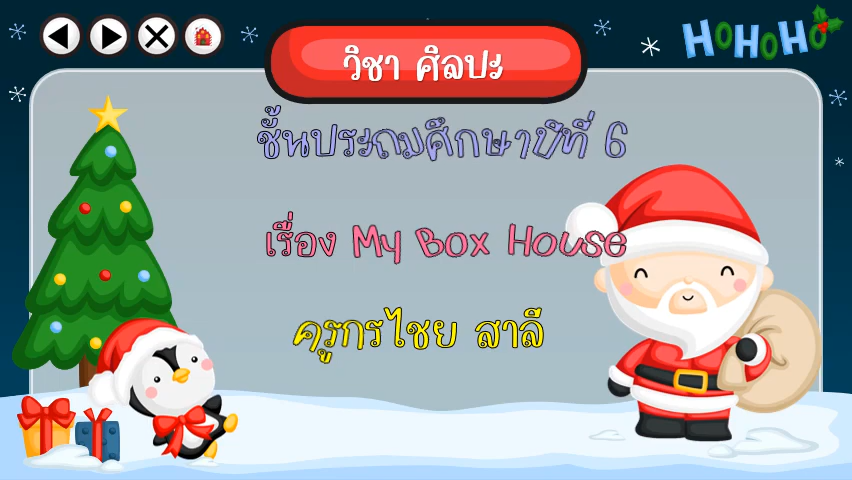 HoHoHo
วิชา ศิลปะ
ชั้นประถมศึกษาปีที่ 6
เรื่อง My Box House
ครูกรไชย สาลี